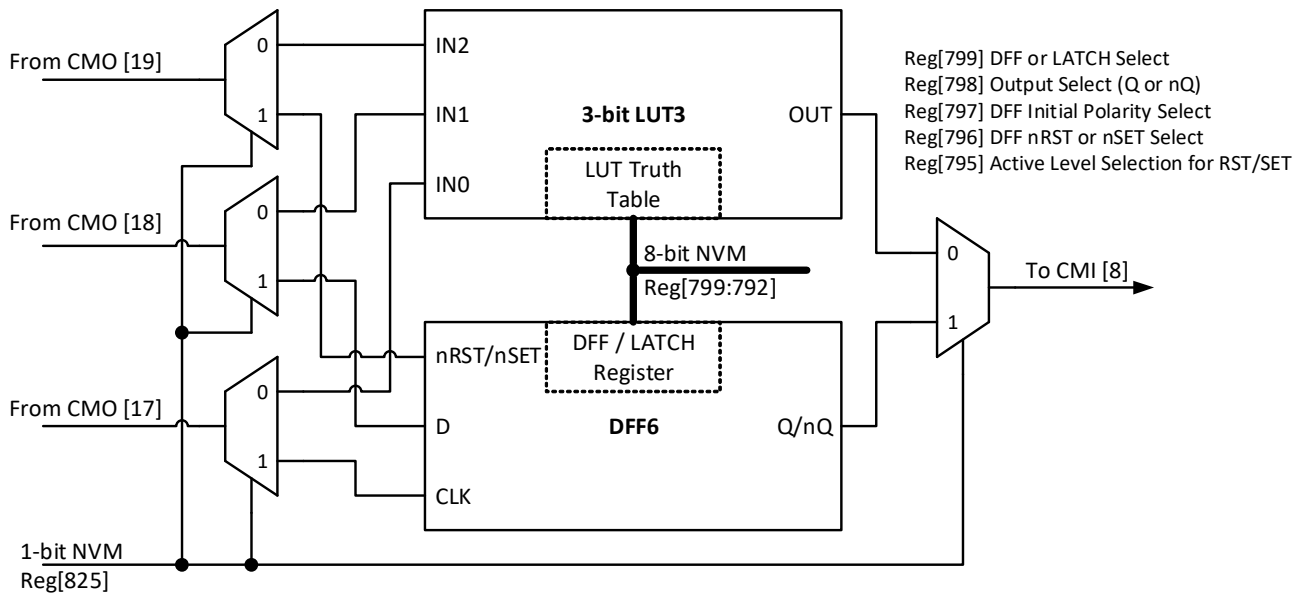 From CMO [19]
0
1
From CMO [18]
0
1
From CMO [17]
0
1
1-bit NVM
Reg[825]
IN2
IN1
IN0
3-bit LUT3
OUT
LUT Truth
Table
8-bit NVM
Reg[799:792]
DFF / LATCH
Register
nRST/nSET
D
CLK
DFF6
Q/nQ
Reg[799] DFF or LATCH Select
Reg[798] Output Select (Q or nQ)
Reg[797] DFF Initial Polarity Select
Reg[796] DFF nRST or nSET Select
Reg[795] Active Level Selection for RST/SET
0
1
To CMI [8]